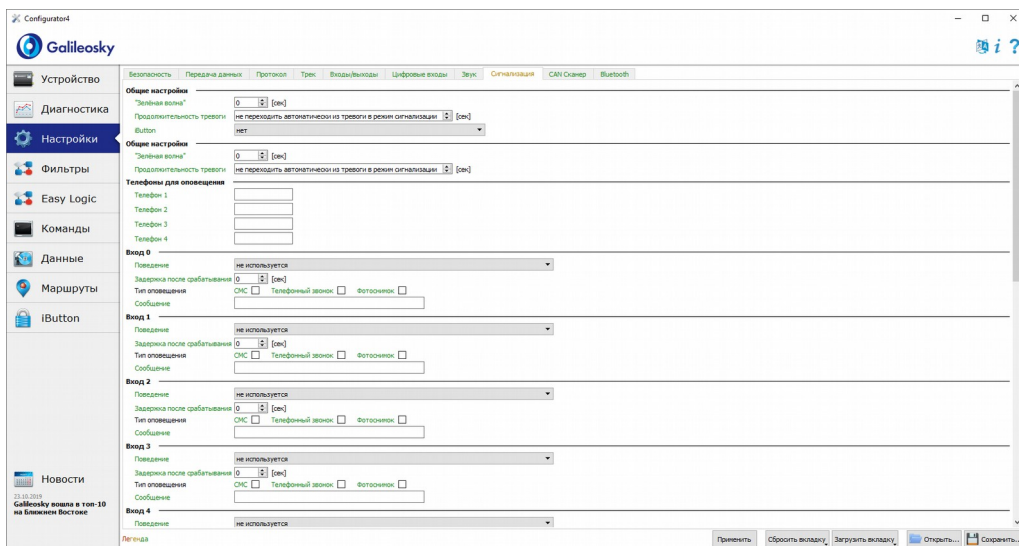 Configurator4
Galileosky
i ?
Устройство
Диагностика
Настройки
Фильтры
Easy Logic
Команды
Данные
Маршруты
iButton
Новости
23.10.2019
Galileosky вошла в топ-10
на Ближнем Востоке
Безопасность Передача данных Протокол Трек Входы/выходы Цифровые входы Звук Сигнализация CAN Сканер Bluetooth
Общие настройки
"Зелёная волна" 0 [сек]
Продолжительность тревоги не переходить автоматически из тревоги в режим сигнализации [сек]
iButton нет
Общие настройки
"Зелёная волна" 0 [сек]
Продолжительность тревоги не переходить автоматически из тревоги в режим сигнализации [сек]
Телефоны для оповещения
Телефон 1
Телефон 2
Телефон 3
Телефон 4
Вход 0
Поведение не используется
Задержка после срабатывания 0 [сек]
Тип оповещения СМС Телефонный звонок Фотоснимок
Сообщение
Вход 1
Поведение не используется
Задержка после срабатывания 0 [сек]
Тип оповещения СМС Телефонный звонок Фотоснимок
Сообщение
Вход 2
Поведение не используется
Задержка после срабатывания 0 [сек]
Тип оповещения СМС Телефонный звонок Фотоснимок
Сообщение
Вход 3
Поведение не используется
Задержка после срабатывания 0 [сек]
Тип оповещения СМС Телефонный звонок Фотоснимок
Сообщение
Вход 4
Поведение не используется
Легенда
Применить Сбросить вкладку Загрузить вкладку Открыть... Сохранить...